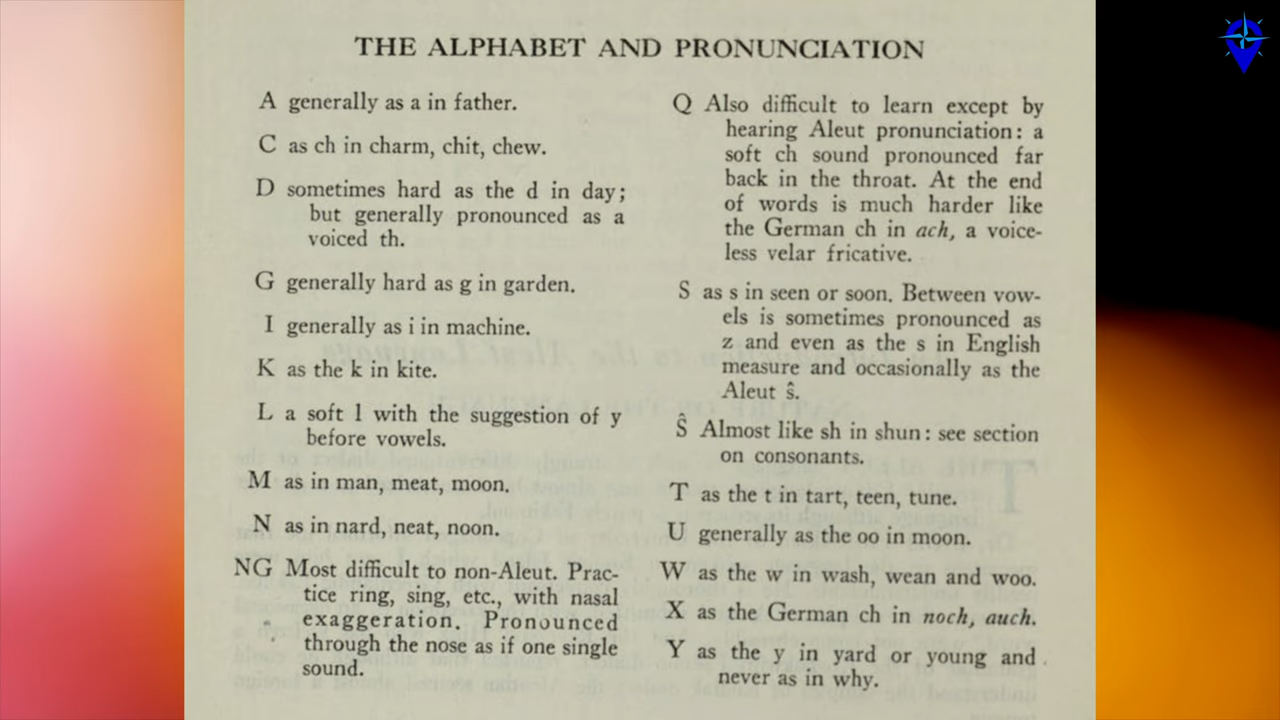 THE ALPHABET AND PRONUNCIATION
A generally as a in father.
C as ch in charm, chit, chew.
D sometimes hard as the d in day;
but generally pronounced as a
voiced th.
G generally hard as g in garden.
I generally as i in machine.
K as the k in kite.
L a soft l with the suggestion of y
before vowels.
M as in man, meat, moon.
N as in nard, neat, noon.
NG Most difficult to non-Aleut. Prac-
tice ring, sing, etc., with nasal
exaggeration. Pronounced
through the nose as if one single
sound.
Q Also difficult to learn except by
hearing Aleut pronunciation: a
soft ch sound pronounced far
back in the throat. At the end
of words is much harder like
the German ch in ach, a voice-
less velar fricative.
S as s in seen or soon. Between vow-
els is sometimes pronounced as
z and even as the s in English
measure and occasionally as the
Aleut ŝ.
Ŝ Almost like sh in shun: see section
on consonants.
T as the t in tart, teen, tune.
U generally as the oo in moon.
W as the w in wash, wean and woo.
X as the German ch in noch, auch.
Y as the y in yard or young and
never as in why.